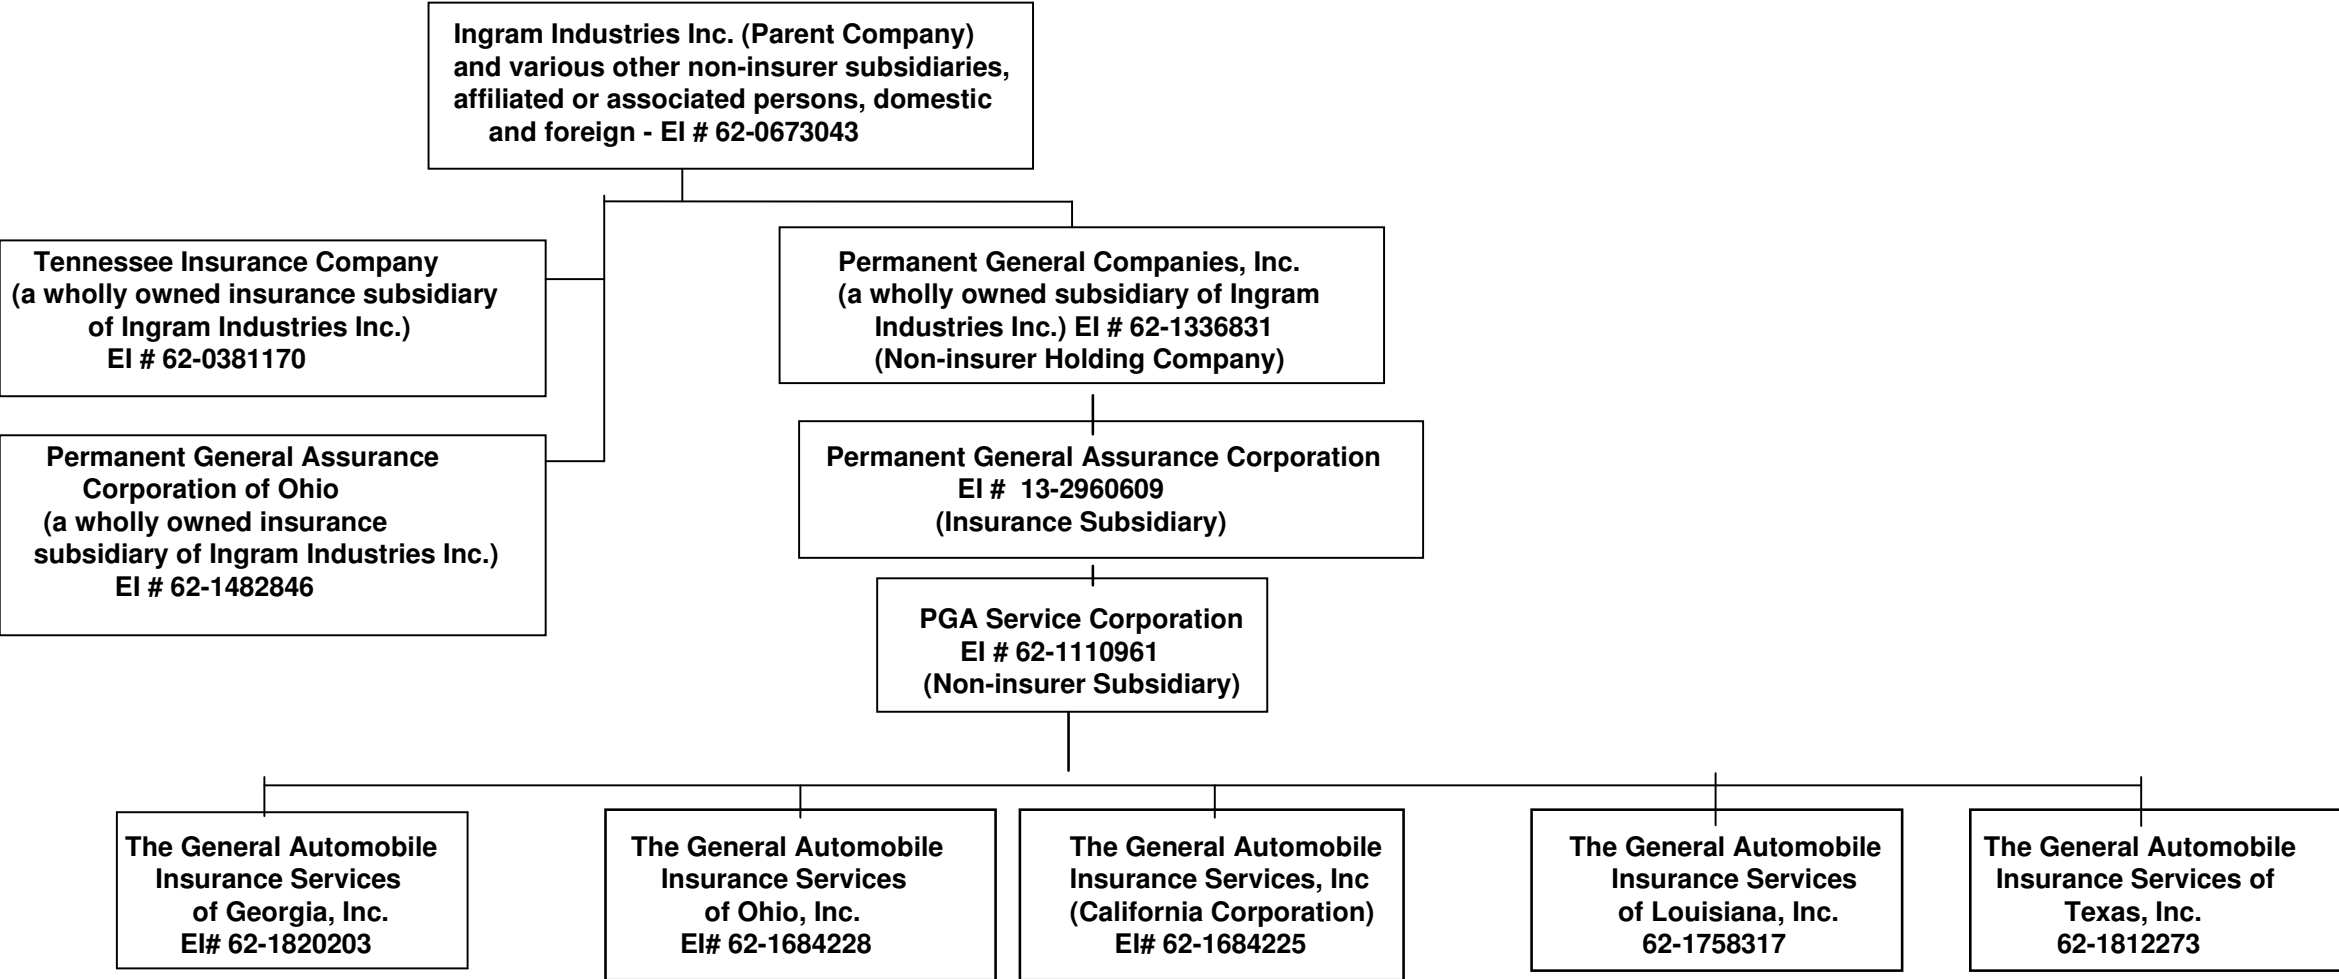 Ingram Industries Inc. (Parent Company)
and various other non-insurer subsidiaries,
affiliated or associated persons, domestic
and foreign - EI # 62-0673043
Tennessee Insurance Company
(a wholly owned insurance subsidiary
of Ingram Industries Inc.)
EI # 62-0381170
Permanent General Companies, Inc.
(a wholly owned subsidiary of Ingram
Industries Inc.) EI # 62-1336831
(Non-insurer Holding Company)
Permanent General Assurance
Corporation of Ohio
(a wholly owned insurance
subsidiary of Ingram Industries Inc.)
EI # 62-1482846
Permanent General Assurance Corporation
EI # 13-2960609
(Insurance Subsidiary)
PGA Service Corporation
EI # 62-1110961
(Non-insurer Subsidiary)
The General Automobile
Insurance Services
of Georgia, Inc.
EI# 62-1820203
The General Automobile
Insurance Services
of Ohio, Inc.
EI# 62-1684228
The General Automobile
Insurance Services, Inc
(California Corporation)
EI# 62-1684225
The General Automobile
Insurance Services
of Louisiana, Inc.
62-1758317
The General Automobile
Insurance Services of
Texas, Inc.
62-1812273